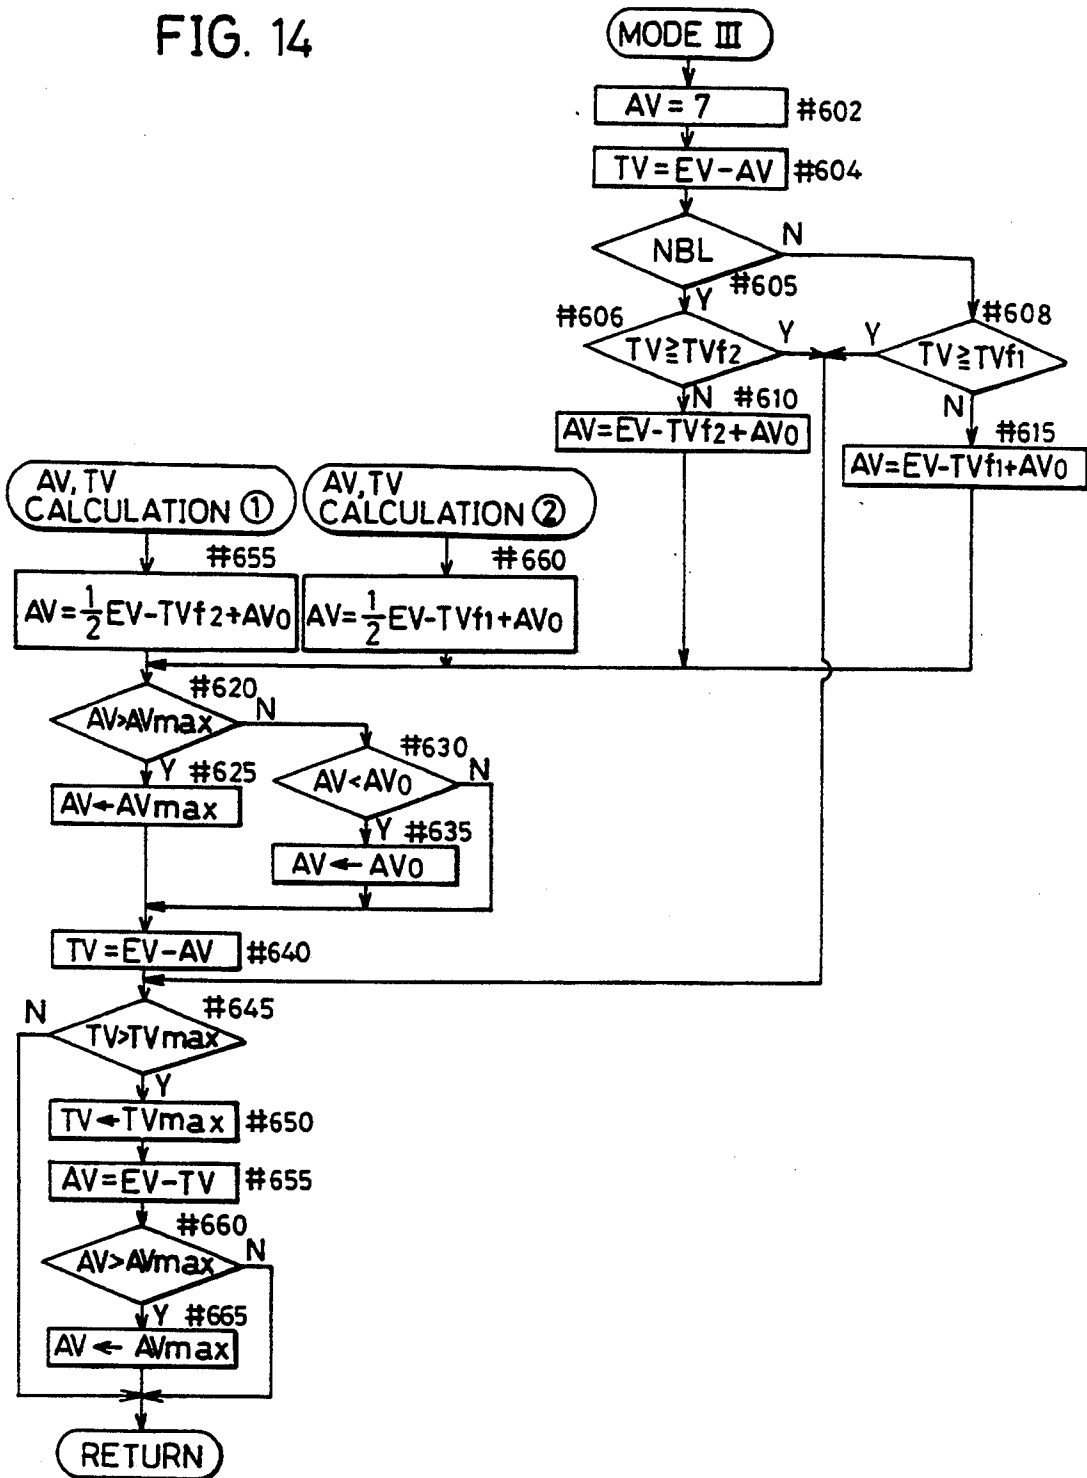 FIG. 14
MODE III
AV = 7
#602
TV = EV-AV
#604
NBL
N
#605
Y
#606
TV≧TVf2
Y
#608
Y
TV≧TVf1
N
#610
AV=EV-TVf2+AV0
N
#615
AV=EV-TVf1+AV0
AV, TV
CALCULATION ①
AV, TV
CALCULATION ②
#655
AV=1/2EV-TVf2+AV0
#660
AV=1/2EV-TVf1+AV0
#620
AV>AVmax
N
Y
#625
AV←AVmax
#630
AV<AV0
N
Y
#635
AV←AV0
TV=EV-AV
#640
N
#645
TV>TVmax
Y
TV←TVmax
#650
AV=EV-TV
#655
#660
AV>AVmax
N
Y
#665
AV←AVmax
RETURN